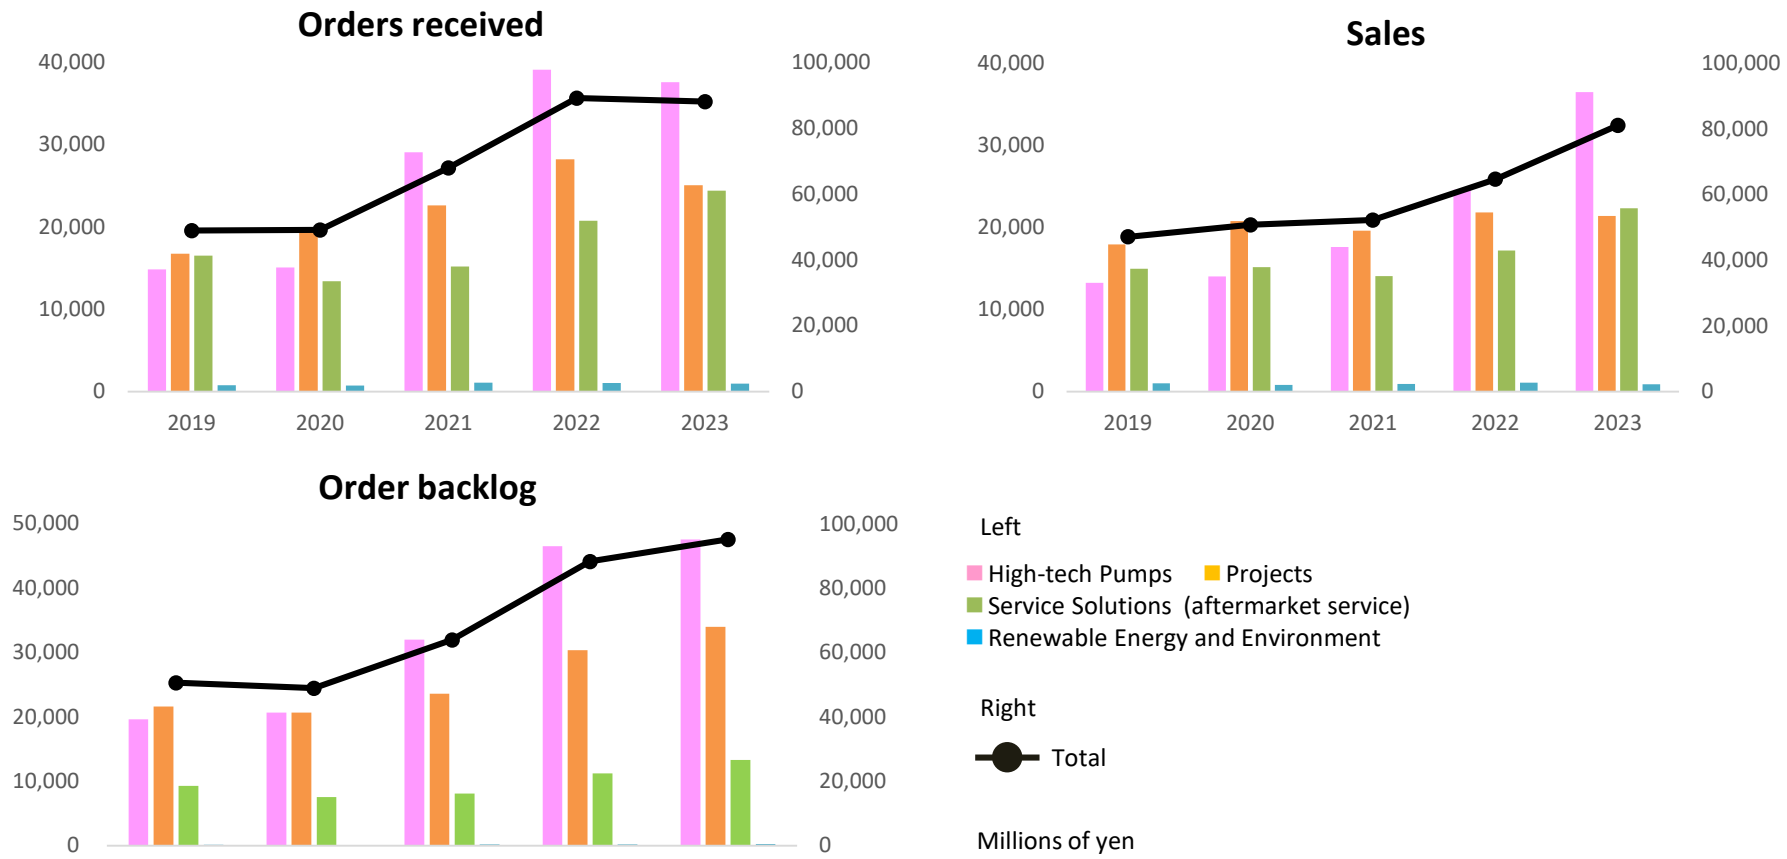 Orders received
40,000
30,000
20,000
10,000
0
100,000
80,000
60,000
40,000
20,000
0
2019 2020 2021 2022 2023
Sales
40,000
30,000
20,000
10,000
0
100,000
80,000
60,000
40,000
20,000
0
2019 2020 2021 2022 2023
Order backlog
50,000
40,000
30,000
20,000
10,000
0
100,000
80,000
60,000
40,000
20,000
0
Left
High-tech Pumps Projects
Service Solutions (aftermarket service)
Renewable Energy and Environment
Right
Total
Millions of yen